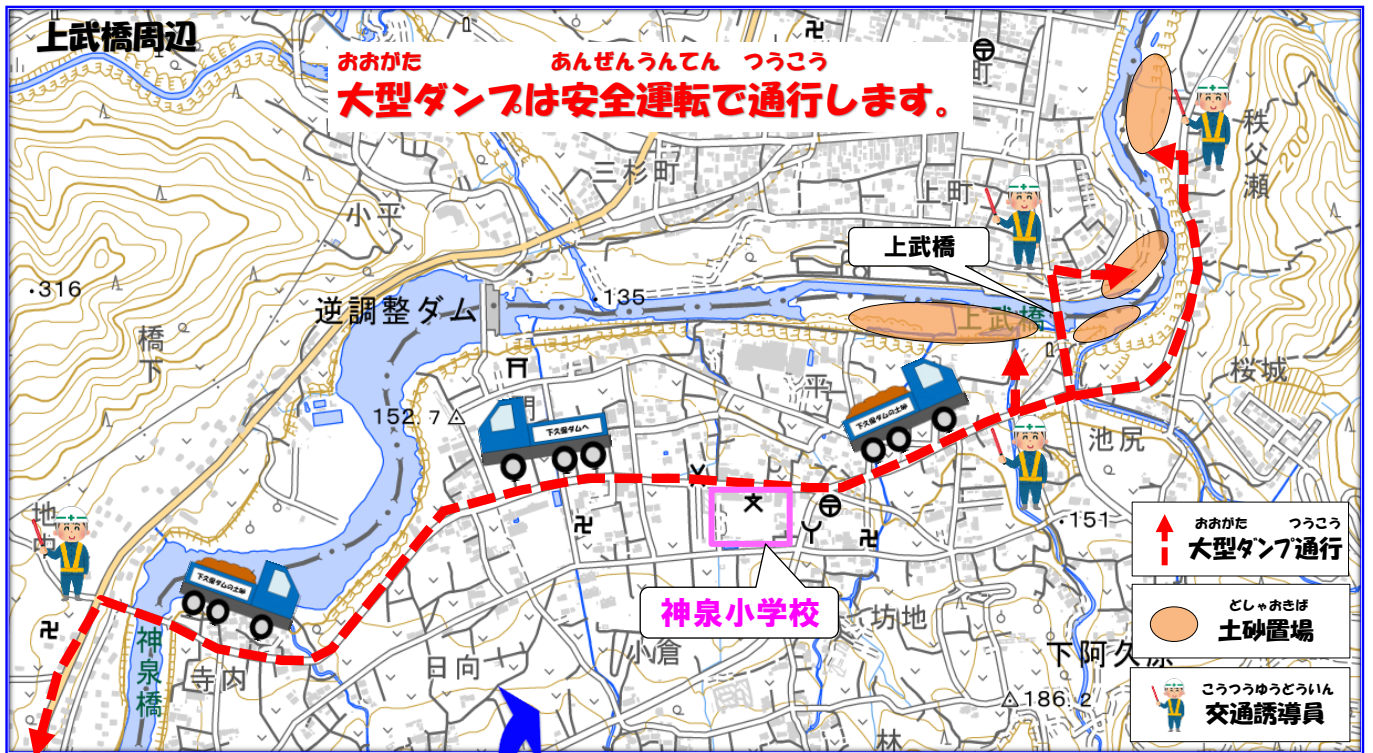 上武橋周辺
おおがた あんぜんうんてん つうこう
大型ダンプは安全運転で通行します。
町
秩父瀬
200
三杉町
上町
小平
上武橋
・316
逆調整ダム
・135
上武橋
橋下
桜城
平
152.7
下久保ダムへ
下久保ダムの土砂
池尻
・151
おおがた つうこう
大型ダンプ通行
下久保ダムの土砂
神泉小学校
どしゃおきば
土砂置場
坊地
小倉
下阿久原
神泉橋
寺内
日向
186.2
こうつうゆうどういん
交通誘導員
林